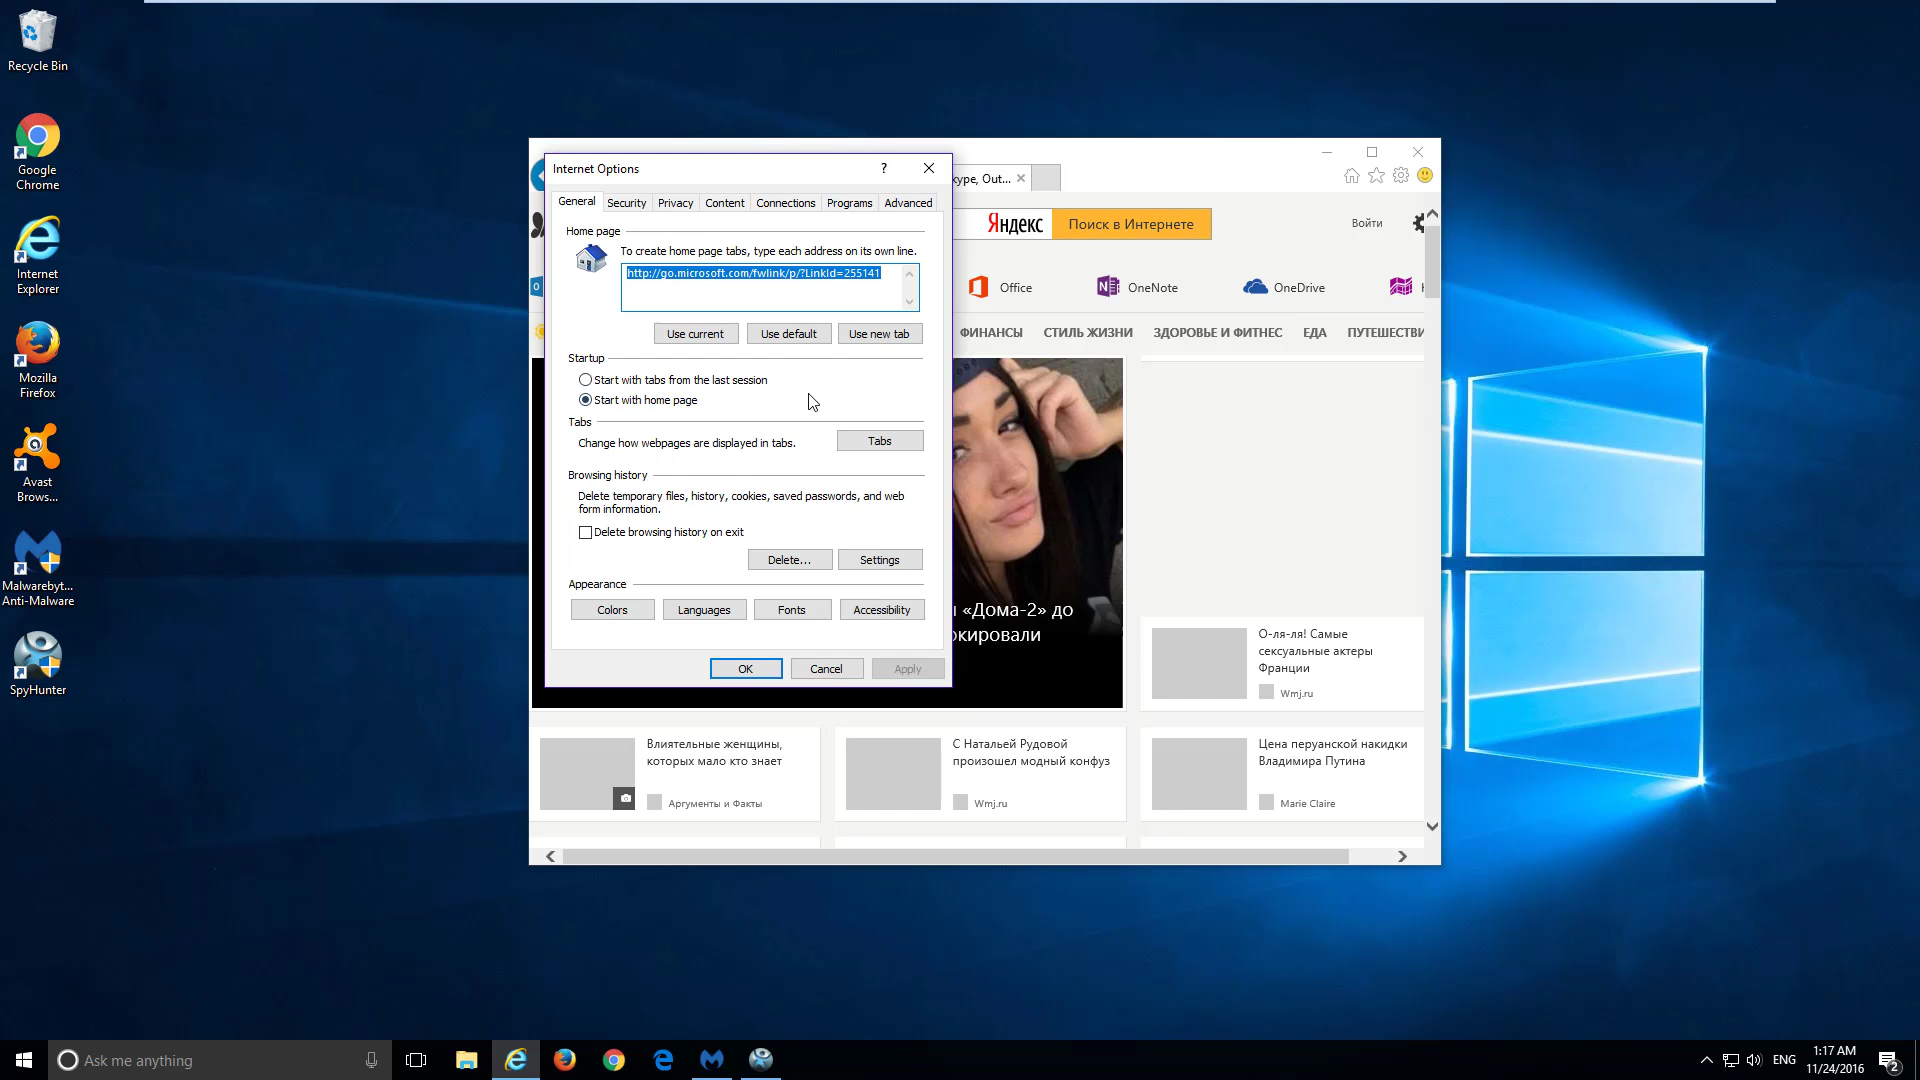 Recycle Bin
Google
Chrome
Internet
Explorer
Mozilla
Firefox
Avast
Brows...
Malwarebyt...
Anti-Malware
SpyHunter
Internet Options
?
General
Security
Privacy
Content
Connections
Programs
Advanced
Home page
To create home page tabs, type each address on its own line.
http://go.microsoft.com/fwlink/p/?LinkId=255141
Use current
Use default
Use new tab
Startup
Start with tabs from the last session
Start with home page
Tabs
Change how webpages are displayed in tabs.
Tabs
Browsing history
Delete temporary files, history, cookies, saved passwords, and web
form information.
Delete browsing history on exit
Delete...
Settings
Appearance
Colors
Languages
Fonts
Accessibility
OK
Cancel
Apply
kype, Out...
Яндекс
Поиск в Интернете
Войти
Office
OneNote
OneDrive
ФИНАНСЫ
СТИЛЬ ЖИЗНИ
ЗДОРОВЬЕ И ФИТНЕС
ЕДА
ПУТЕШЕСТВИ
«Дома-2» до
окировали
О-ля-ля! Самые
сексуальные актеры
Франции
Wmj.ru
Влиятельные женщины,
которых мало кто знает
Аргументы и Факты
С Натальей Рудовой
произошел модный конфуз
Wmj.ru
Цена перуанской накидки
Владимира Путина
Marie Claire
Ask me anything
ENG
1:17 AM
11/24/2016
2